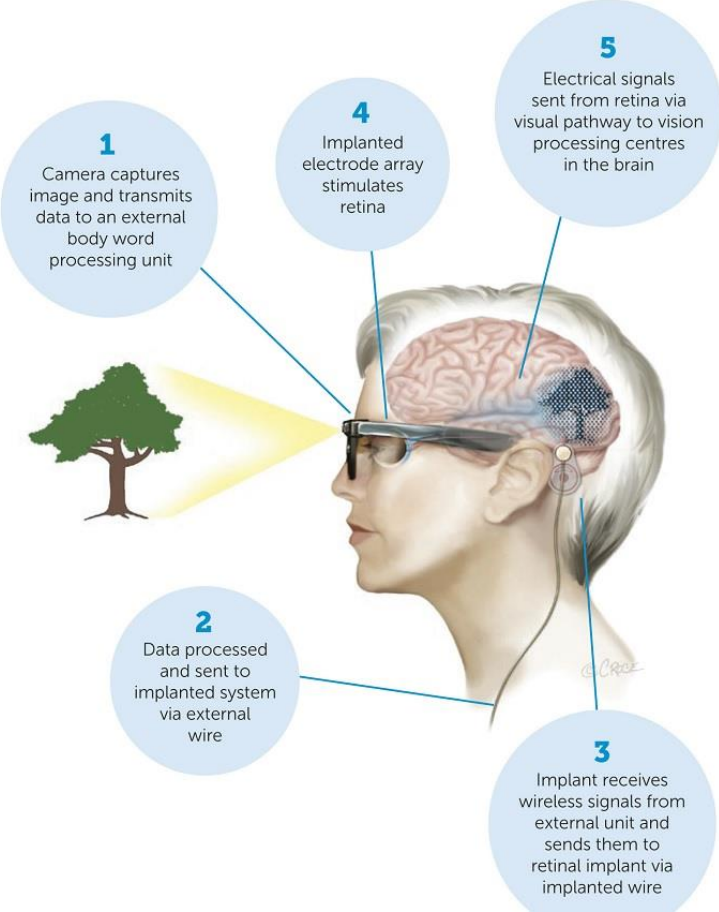 1
Camera captures
image and transmits
data to an external
body word
processing unit
2
Data processed
and sent to
implanted system
via external
wire
3
Implant receives
wireless signals from
external unit and
sends them to
retinal implant via
implanted wire
4
Implanted
electrode array
stimulates
retina
5
Electrical signals
sent from retina via
visual pathway to vision
processing centres
in the brain